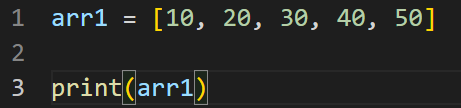 1 arr1 = [10, 20, 30, 40, 50]
2
3 print(arr1)